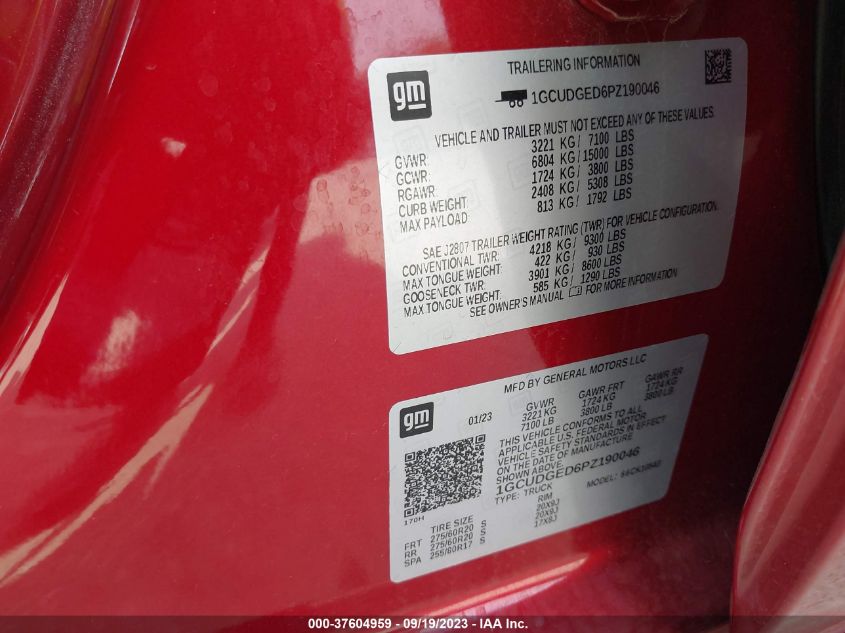 gm
TRAILERING INFORMATION
1GCUDGED6PZ190046
VEHICLE AND TRAILER MUST NOT EXCEED ANY OF THESE VALUES.
GVWR: 3221 KG/ 7100 LBS
GCWR: 6804 KG/ 15000 LBS
RGAWR: 1724 KG/ 3800 LBS
CURB WEIGHT: 2408 KG/ 5308 LBS
MAX PAYLOAD: 813 KG/ 1792 LBS
SAE J2807 TRAILER WEIGHT RATING (TWR) FOR VEHICLE CONFIGURATION
CONVENTIONAL TWR: 4218 KG/ 9300 LBS
MAX TONGUE WEIGHT: 422 KG/ 930 LBS
GOOSENECK TWR: 3901 KG/ 8600 LBS
MAX TONGUE WEIGHT: 585 KG/ 1290 LBS
SEE OWNER'S MANUAL FOR MORE INFORMATION
gm
MFD BY GENERAL MOTORS LLC
01/23
GVWR GAWR FRT GAWR RR
3221 KG 1724 KG 1724 KG
7100 LB 3800 LB 3800 LB
THIS VEHICLE CONFORMS TO ALL
APPLICABLE U.S. FEDERAL MOTOR
VEHICLE SAFETY STANDARDS IN EFFECT
ON THE DATE OF MANUFACTURE
SHOWN ABOVE.
1GCUDGED6PZ190046
TYPE: TRUCK MODEL:
170H
TIRE SIZE RIM
FRT 275/60R20 S 20X9J
RR 275/60R20 S 20X9J
SPA 255/80R17 S 17X8J
000-37604959 - 09/19/2023 - IAA Inc.